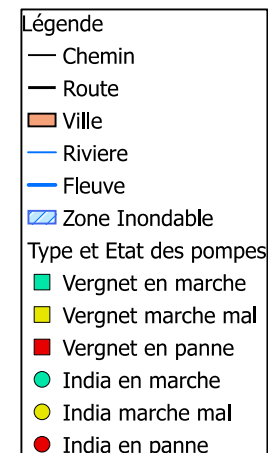 Légende
Chemin
Route
Ville
Riviere
Fleuve
Zone Inondable
Type et Etat des pompes
Vergnet en marche
Vergnet marche mal
Vergnet en panne
India en marche
India marche mal
India en panne